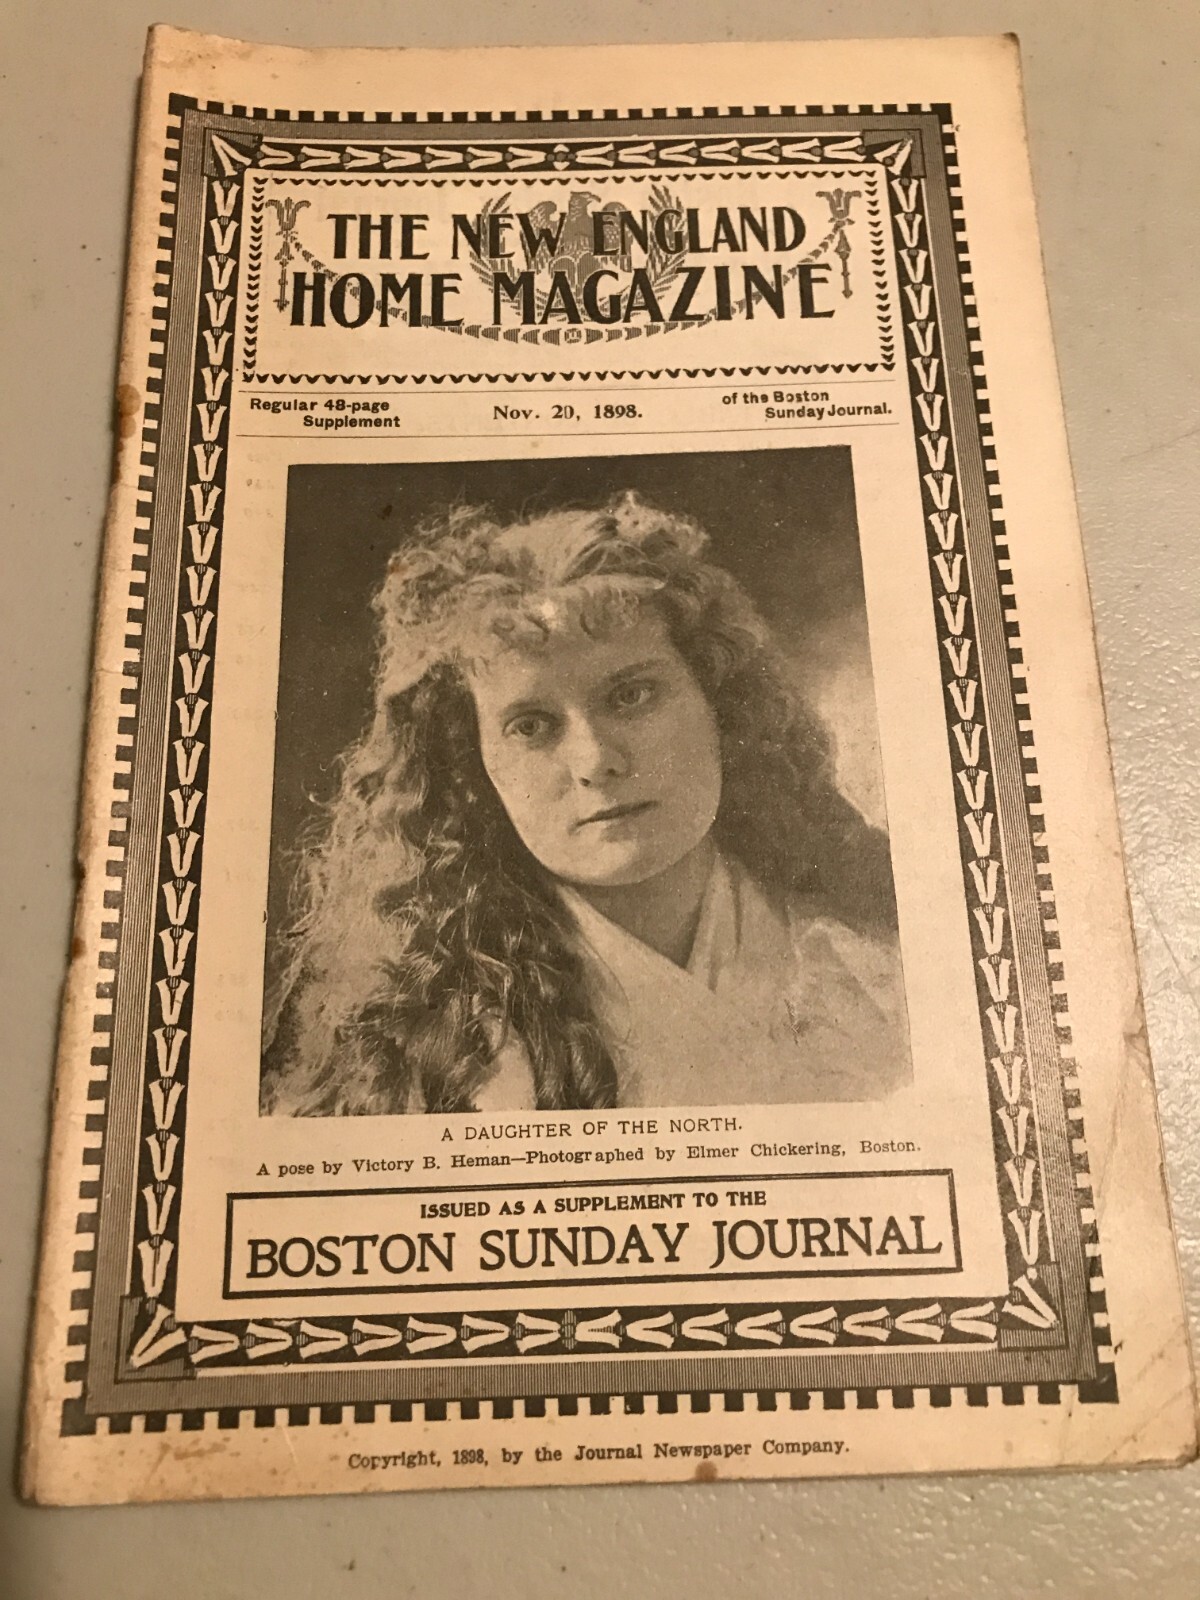 THE NEW ENGLAND
HOME MAGAZINE
Regular 48-page
Supplement
Nov. 20, 1898.
of the Boston
Sunday Journal.
A DAUGHTER OF THE NORTH.
A pose by Victory B. Heman—Photographed by Elmer Chickering, Boston.
ISSUED AS A SUPPLEMENT TO THE
BOSTON SUNDAY JOURNAL
Copyright, 1898, by the Journal Newspaper Company.